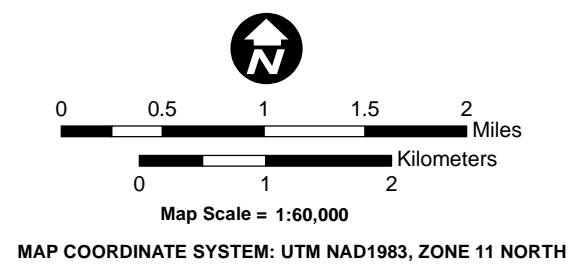 N
0 0.5 1 1.5 2
Miles
Kilometers
0 1 2
Map Scale = 1:60,000
MAP COORDINATE SYSTEM: UTM NAD1983, ZONE 11 NORTH